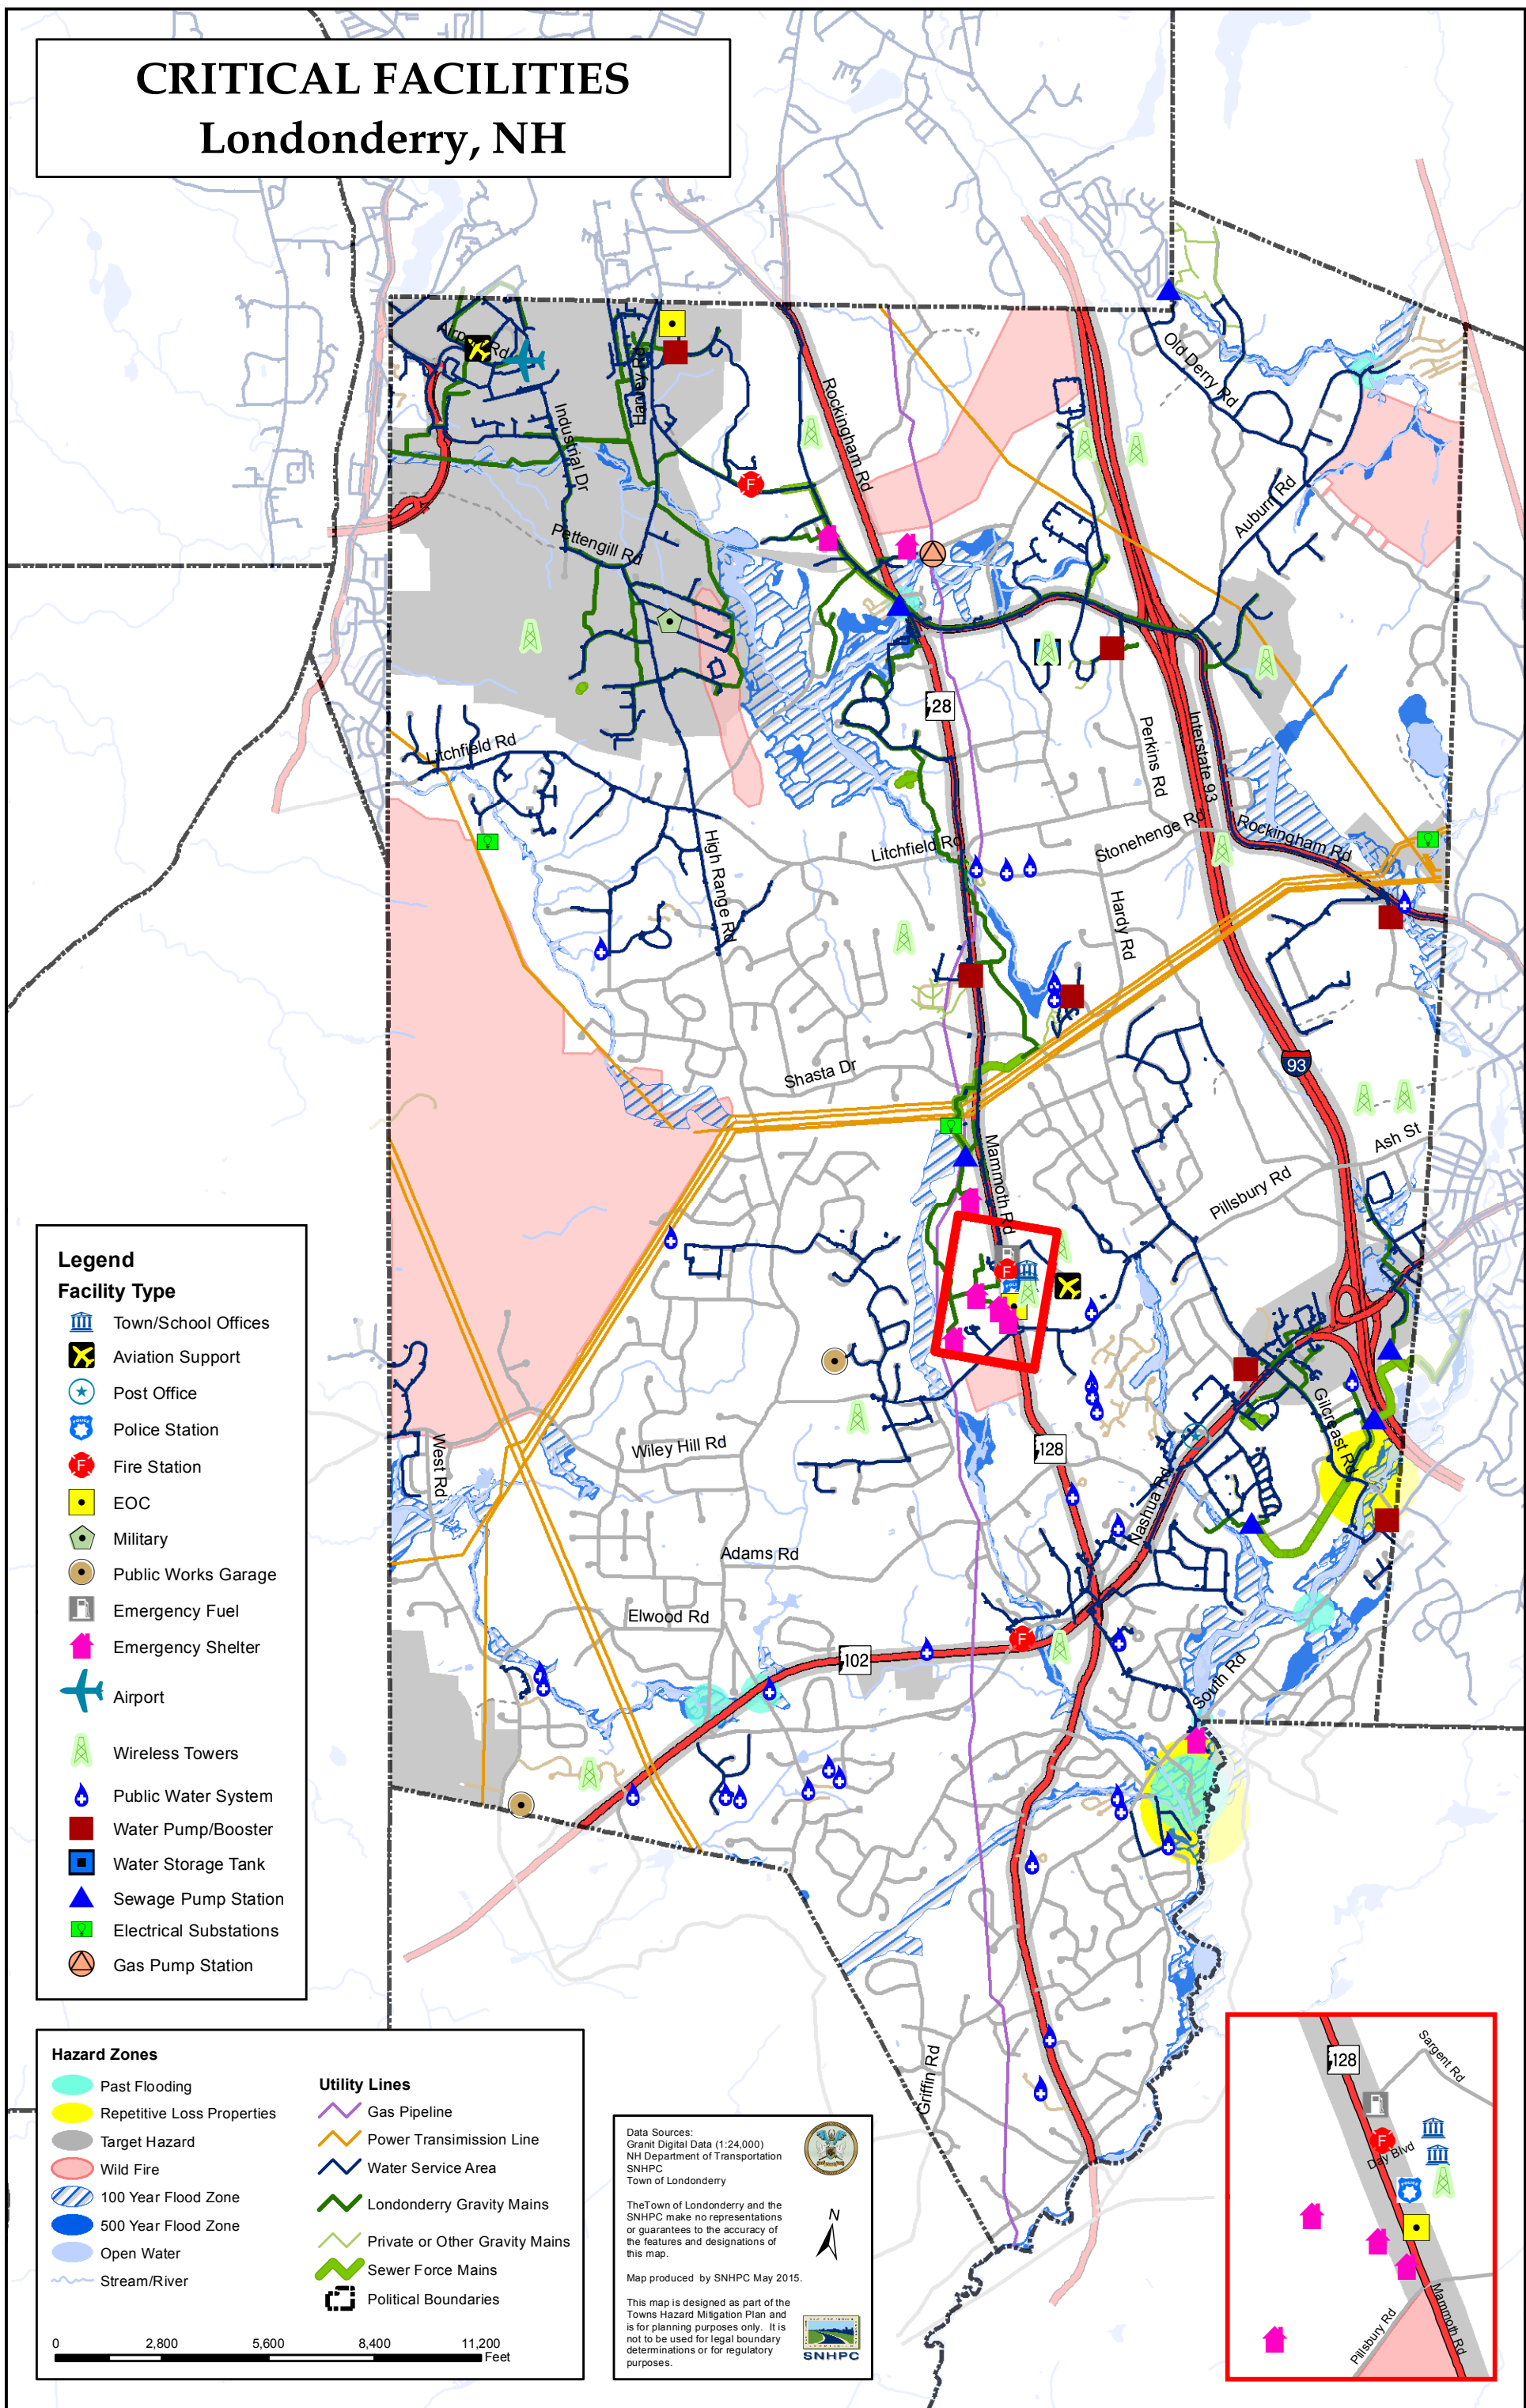 CRITICAL FACILITIES
Londonderry, NH
Airport Rd
Harvey Rd
Industrial Dr
Rockingham Rd
Old Derry Rd
Auburn Rd
Pettengill Rd
F
28
Perkins Rd
Interstate 93
Litchfield Rd
High Range Rd
Litchfield Rd
Stonehenge Rd
Rockingham Rd
Hardy Rd
93
Shasta Dr
Ash St
Mammoth Rd
Pillsbury Rd
F
Gilcreast Rd
West Rd
Wiley Hill Rd
128
Nashua Rd
Adams Rd
Elwood Rd
F
102
South Rd
Griffin Rd
Legend
Facility Type
Town/School Offices
Aviation Support
Post Office
POLICE
Police Station
F
Fire Station
EOC
Military
Public Works Garage
Emergency Fuel
Emergency Shelter
Airport
Wireless Towers
Public Water System
Water Pump/Booster
Water Storage Tank
Sewage Pump Station
Electrical Substations
Gas Pump Station
Hazard Zones
Past Flooding
Repetitive Loss Properties
Target Hazard
Wild Fire
100 Year Flood Zone
500 Year Flood Zone
Open Water
Stream/River
Utility Lines
Gas Pipeline
Power Transimission Line
Water Service Area
Londonderry Gravity Mains
Private or Other Gravity Mains
Sewer Force Mains
Political Boundaries
0 2,800 5,600 8,400 11,200
Feet
Data Sources:
Granit Digital Data (1:24,000)
NH Department of Transportation
SNHPC
Town of Londonderry
TheTown of Londonderry and the
SNHPC make no representations
or guarantees to the accuracy of
the features and designations of
this map.
Map produced by SNHPC May 2015.
This map is designed as part of the
Towns Hazard Mitigation Plan and
is for planning purposes only. It is
not to be used for legal boundary
determinations or for regulatory
purposes.
N
SNHPC
128
Sargent Rd
F
Day Blvd
POLICE
Mammoth Rd
Pillsbury Rd